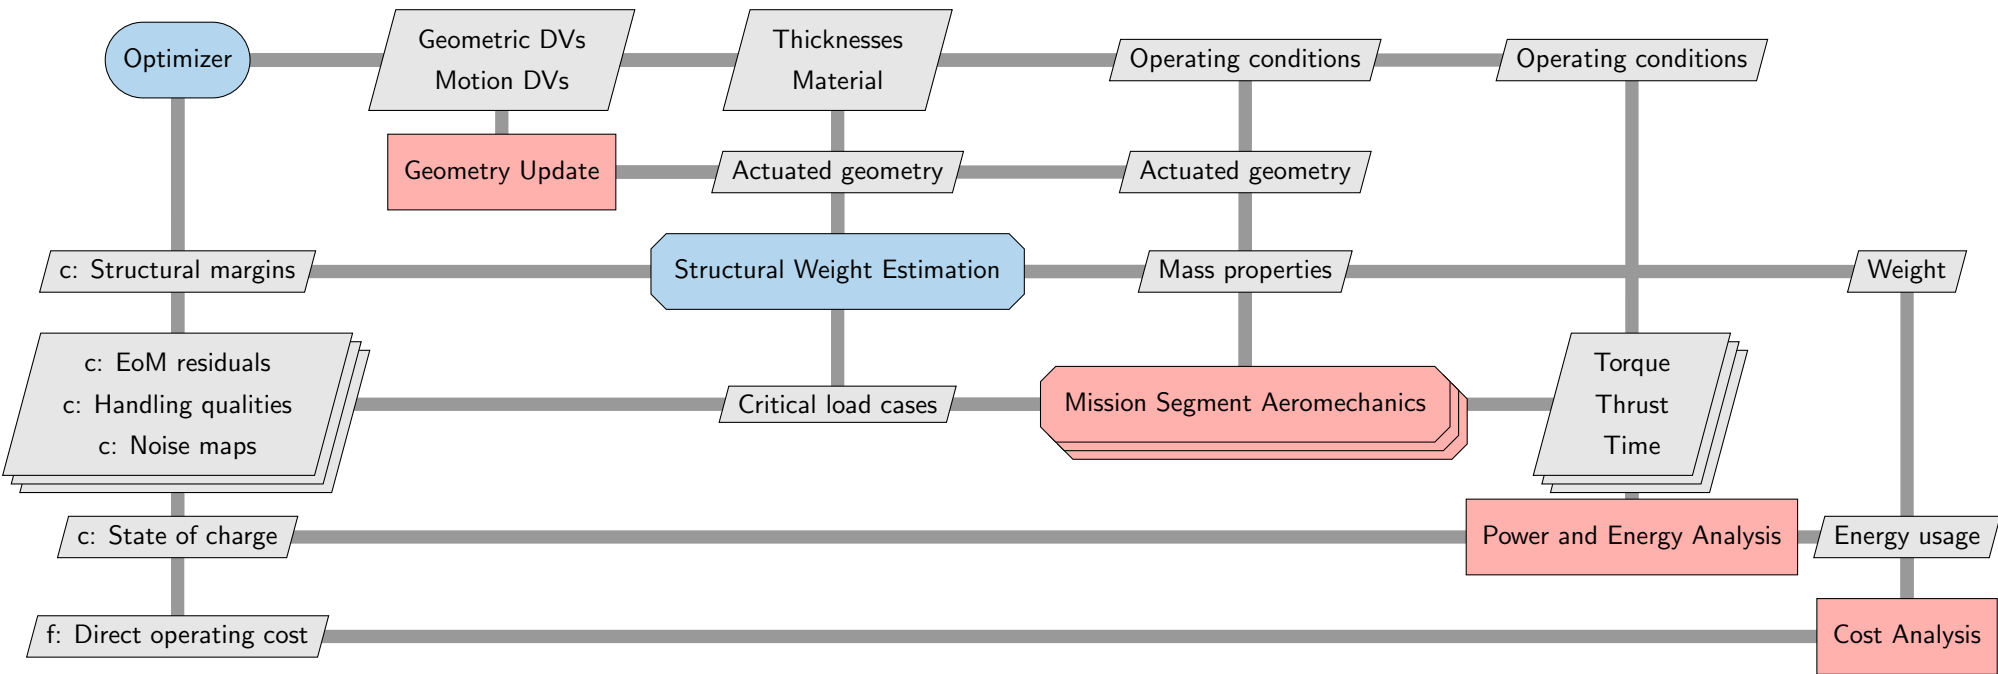 Optimizer
Geometric DVs
Motion DVs
Thicknesses
Material
Operating conditions
Operating conditions
Geometry Update
Actuated geometry
Actuated geometry
c: Structural margins
Structural Weight Estimation
Mass properties
Weight
c: EoM residuals
c: Handling qualities
c: Noise maps
Critical load cases
Mission Segment Aeromechanics
Torque
Thrust
Time
c: State of charge
Power and Energy Analysis
Energy usage
f: Direct operating cost
Cost Analysis